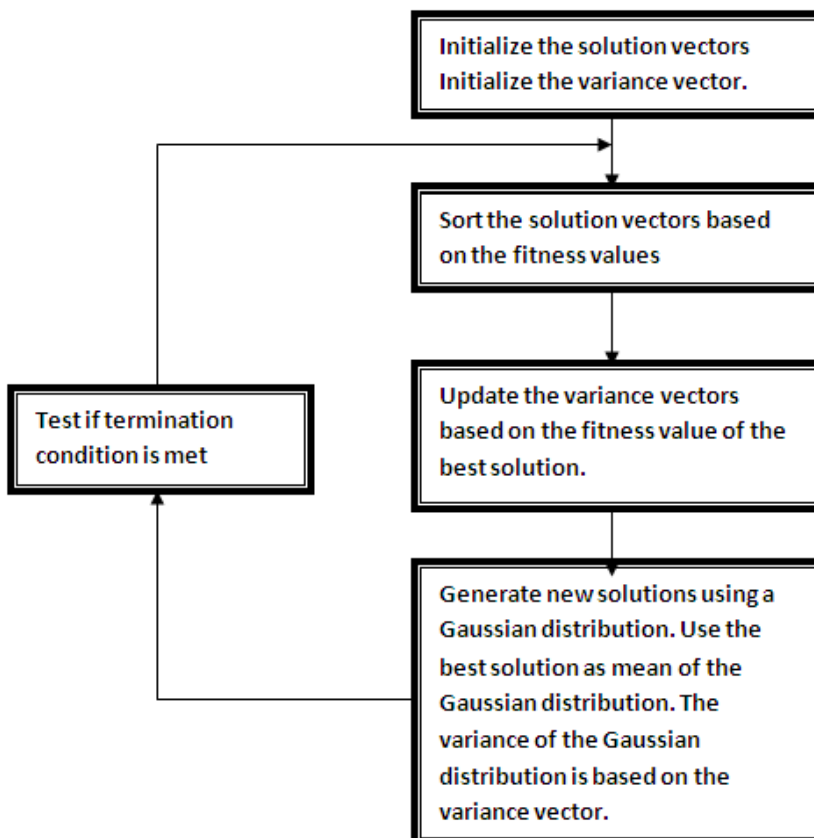 Initialize the solution vectors
Initialize the variance vector.
Sort the solution vectors based
on the fitness values
Update the variance vectors
based on the fitness value of the
best solution.
Generate new solutions using a
Gaussian distribution. Use the
best solution as mean of the
Gaussian distribution. The
variance of the Gaussian
distribution is based on the
variance vector.
Test if termination
condition is met